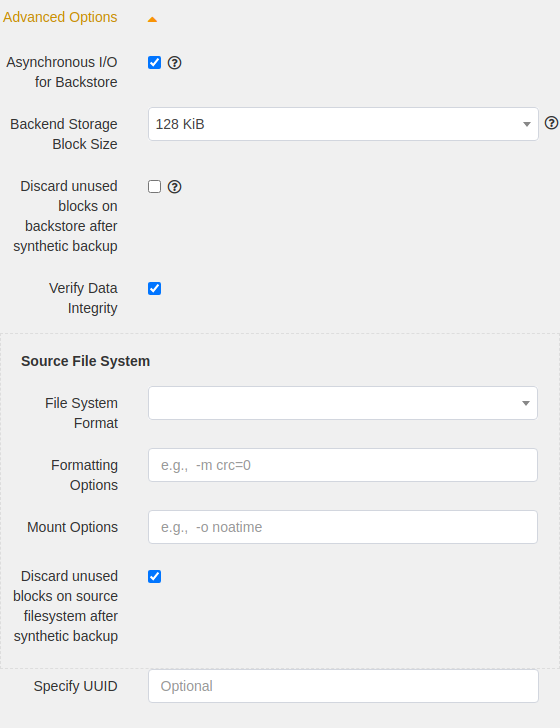 Advanced Options
Asynchronous I/O
for Backstore
Backend Storage
Block Size
128 KiB
Discard unused
blocks on
backstore after
synthetic backup
Verify Data
Integrity
Source File System
File System
Format
Formatting
Options
e.g.,  -m crc=0
Mount Options
e.g.,  -o noatime
Discard unused
blocks on source
filesystem after
synthetic backup
Specify UUID
Optional